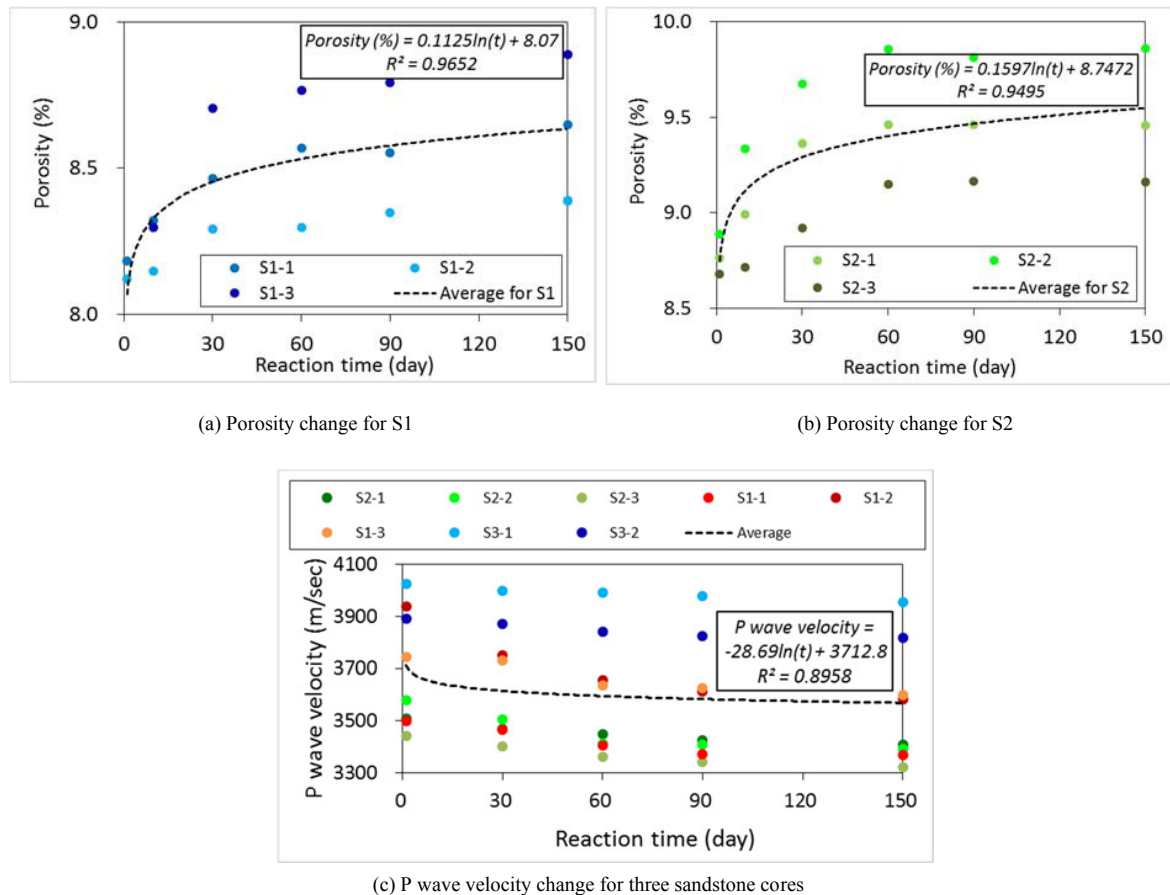 9.0
8.5
8.0
Porosity (%)
Porosity (%) = 0.1125ln(t) + 8.07
R² = 0.9652
S1-1 S1-2
S1-3 Average for S1
0 30 60 90 120 150
Reaction time (day)
10.0
9.5
9.0
8.5
Porosity (%)
Porosity (%) = 0.1597ln(t) + 8.7472
R² = 0.9495
S2-1 S2-2
S2-3 Average for S2
0 30 60 90 120 150
Reaction time (day)
(a) Porosity change for S1
(b) Porosity change for S2
S2-1 S2-2 S2-3 S1-1 S1-2
S1-3 S3-1 S3-2 Average
4100
3900
3700
3500
3300
P wave velocity (m/sec)
P wave velocity =
-28.69ln(t) + 3712.8
R² = 0.8958
0 30 60 90 120 150
Reaction time (day)
(c) P wave velocity change for three sandstone cores